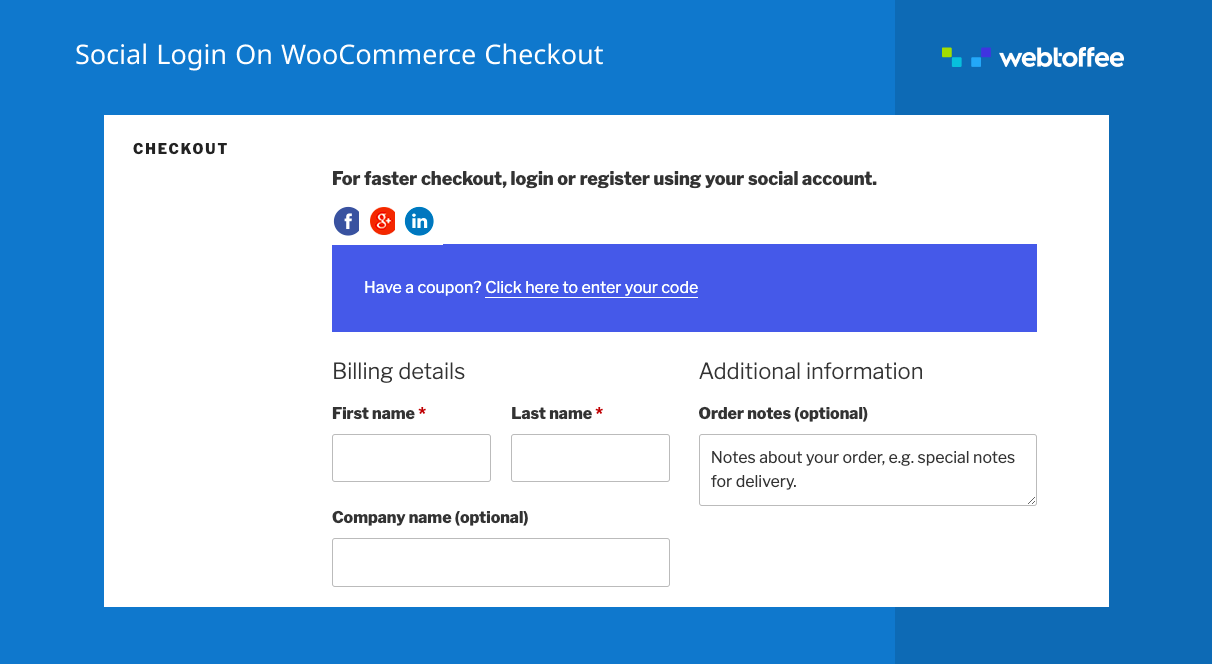 Social Login On WooCommerce Checkout
webtoffee
CHECKOUT
For faster checkout, login or register using your social account.
f g+ in
Have a coupon? Click here to enter your code
Billing details
Additional information
First name *
Last name *
Order notes (optional)
Notes about your order, e.g. special notes
for delivery.
Company name (optional)